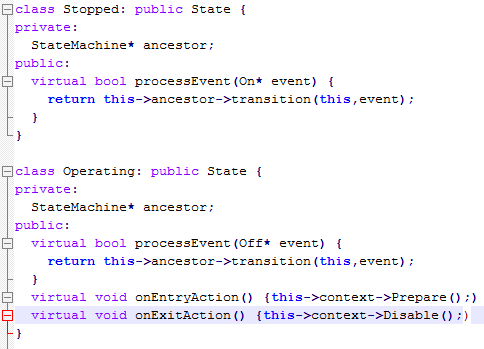 class Stopped: public State {
private:
  StateMachine* ancestor;
public:
  virtual bool processEvent(On* event) {
    return this->ancestor->transition(this,event);
  }
}
class Operating: public State {
private:
  StateMachine* ancestor;
public:
  virtual bool processEvent(Off* event) {
    return this->ancestor->transition(this,event);
  }
  virtual void onEntryAction() {this->context->Prepare();)
  virtual void onExitAction() {this->context->Disable();)
}